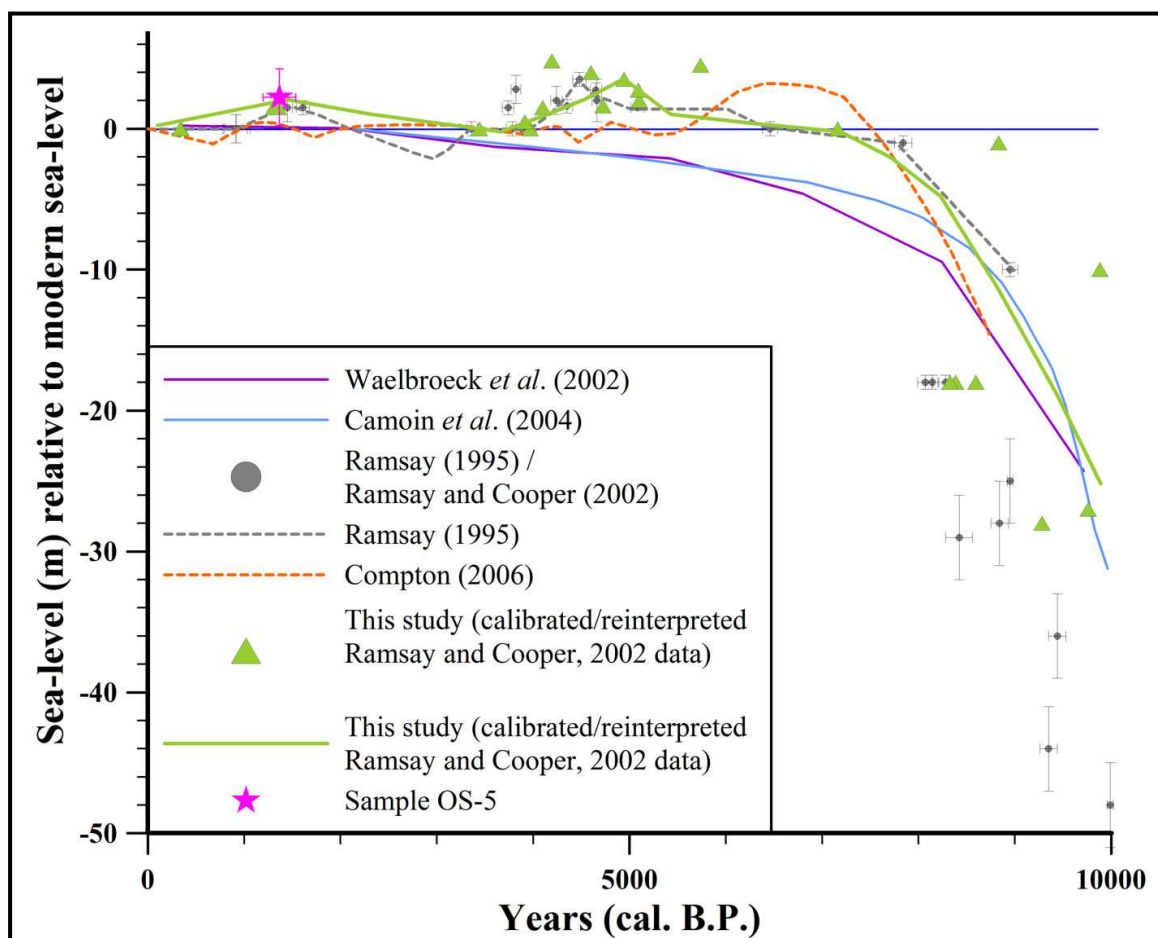 Sea-level (m) relative to modern sea-level
0
-10
-20
-30
-40
-50
Waelbroeck et al. (2002)
Camoin et al. (2004)
Ramsay (1995) /
Ramsay and Cooper (2002)
Ramsay (1995)
Compton (2006)
This study (calibrated/reinterpreted
Ramsay and Cooper, 2002 data)
This study (calibrated/reinterpreted
Ramsay and Cooper, 2002 data)
Sample OS-5
0
5000
10000
Years (cal. B.P.)